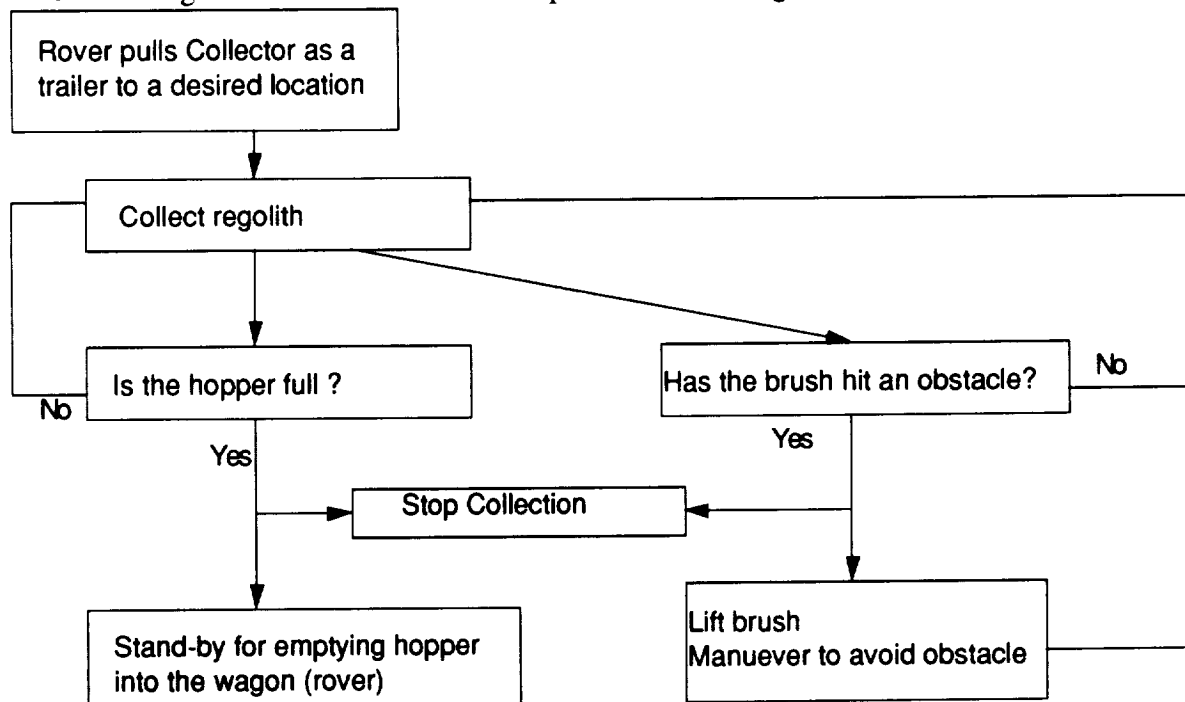 Rover pulls Collector as a
trailer to a desired location
Collect regolith
Is the hopper full ?
Has the brush hit an obstacle?
No
No
Yes
Yes
Stop Collection
Stand-by for emptying hopper
into the wagon (rover)
Lift brush
Manuever to avoid obstacle